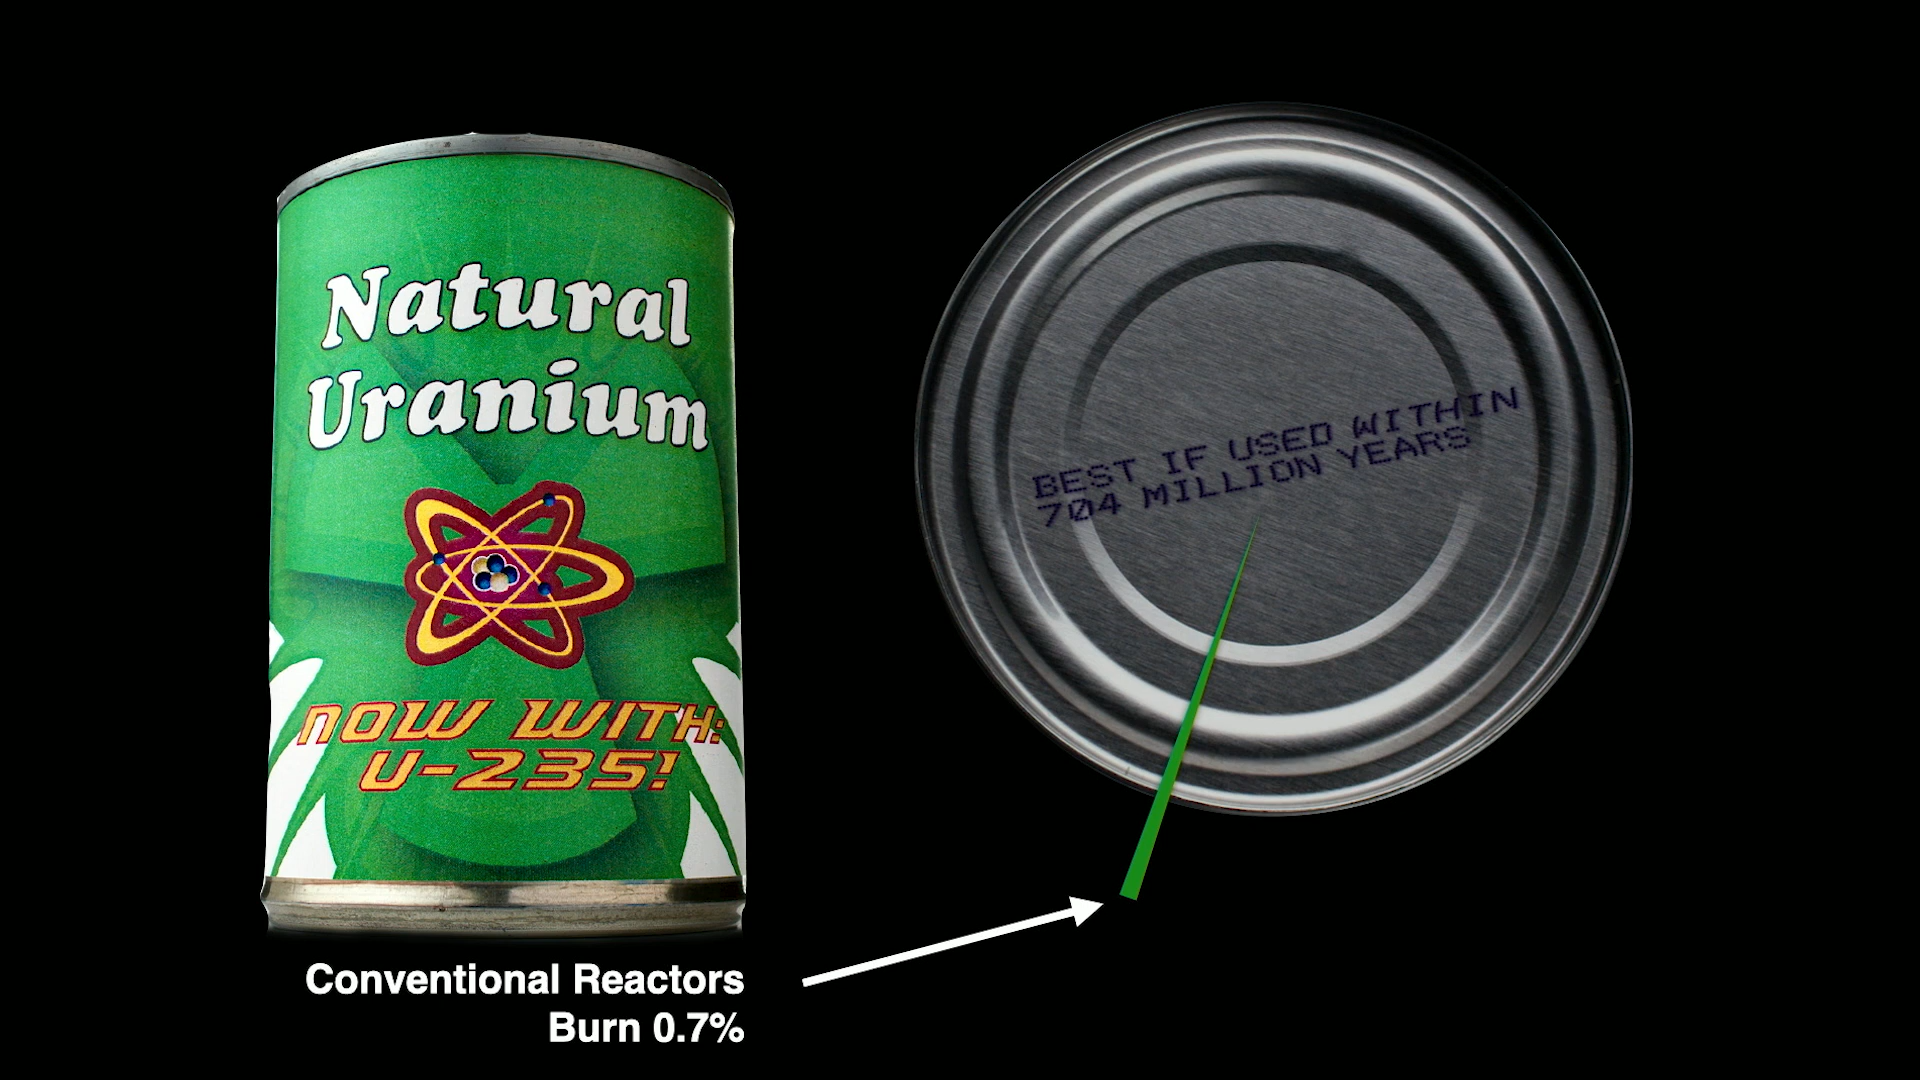 Natural
Uranium
NOW WITH:
U-235!
BEST IF USED WITHIN
704 MILLION YEARS
Conventional Reactors
Burn 0.7%